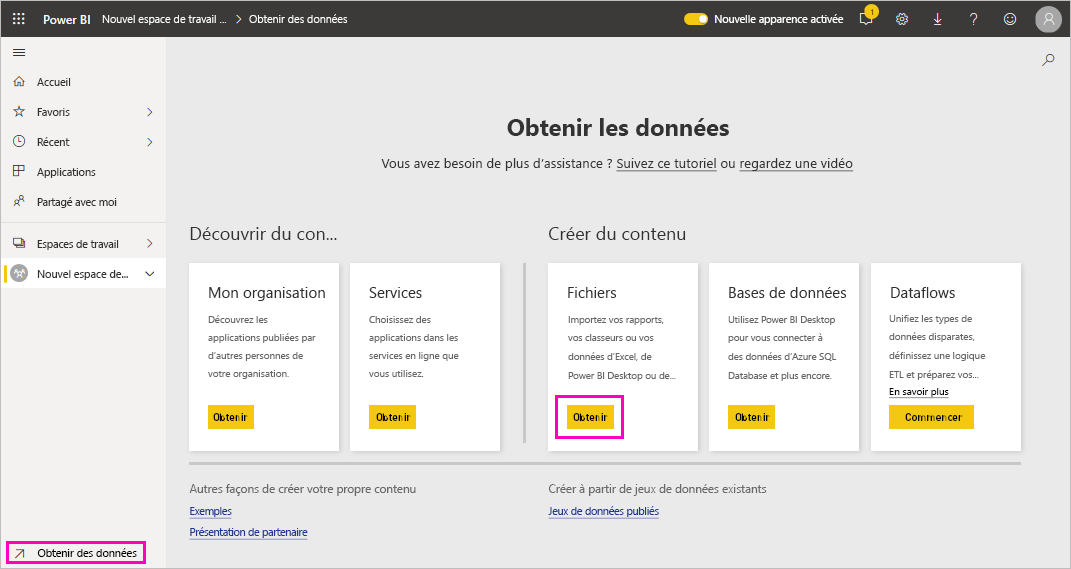 Power BI Nouvel espace de travail ... > Obtenir des données Nouvelle apparence activée 1
Accueil
Favoris
Récent
Applications
Partagé avec moi
Espaces de travail
Nouvel espace de...
Obtenir des données
Obtenir les données
Vous avez besoin de plus d'assistance ? Suivez ce tutoriel ou regardez une vidéo
Découvrir du con...
Mon organisation
Découvrez les
applications publiées par
d'autres personnes de
votre organisation.
Obtenir
Services
Choisissez des
applications dans les
services en ligne que
vous utilisez.
Obtenir
Créer du contenu
Fichiers
Importez vos rapports,
vos classeurs ou vos
données d'Excel, de
Power BI Desktop ou de...
Obtenir
Bases de données
Utilisez Power BI Desktop
pour vous connecter à
des données d'Azure SQL
Database et plus encore.
Obtenir
Dataflows
Unifiez les types de
données disparates,
définissez une logique
ETL et préparez vos...
En savoir plus
Commencer
Autres façons de créer votre propre contenu
Exemples
Présentation de partenaire
Créer à partir de jeux de données existants
Jeux de données publiés